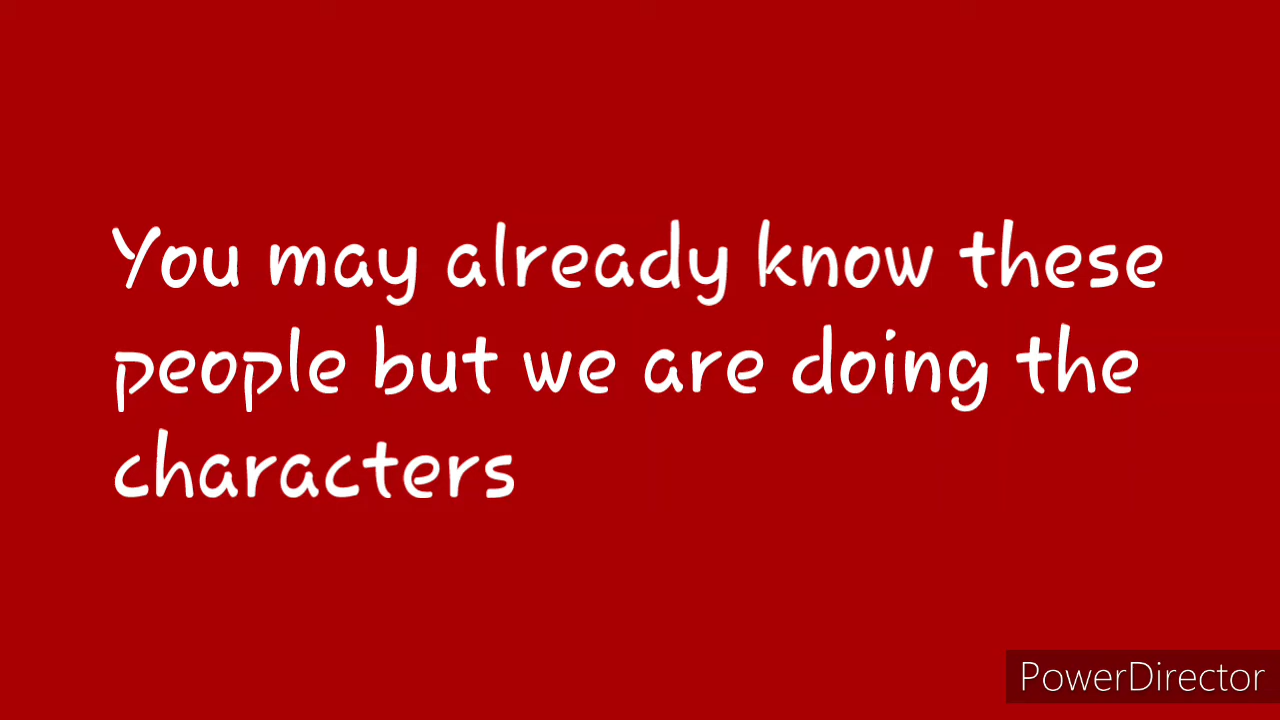 You may already know these
people but we are doing the
characters
PowerDirector